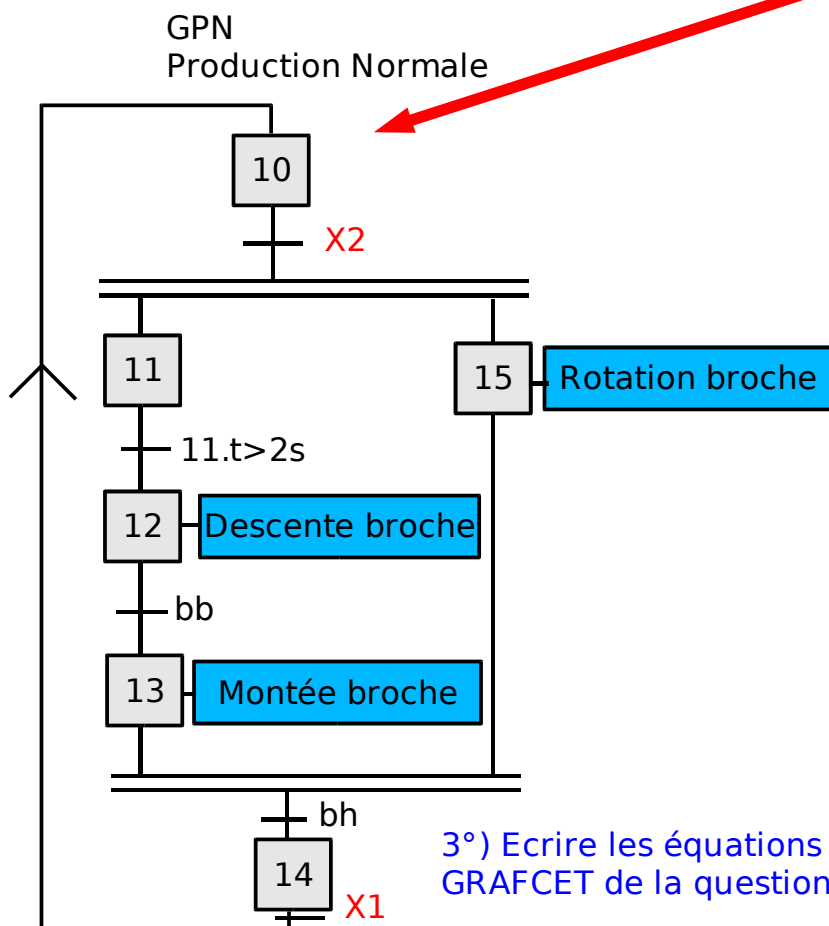 GPN
Production Normale
10
X2
11
15
Rotation broche
11.t>2s
12
Descente broche
bb
13
Montée broche
bh
14
X1
3°) Ecrire les équations
GRAFCET de la question